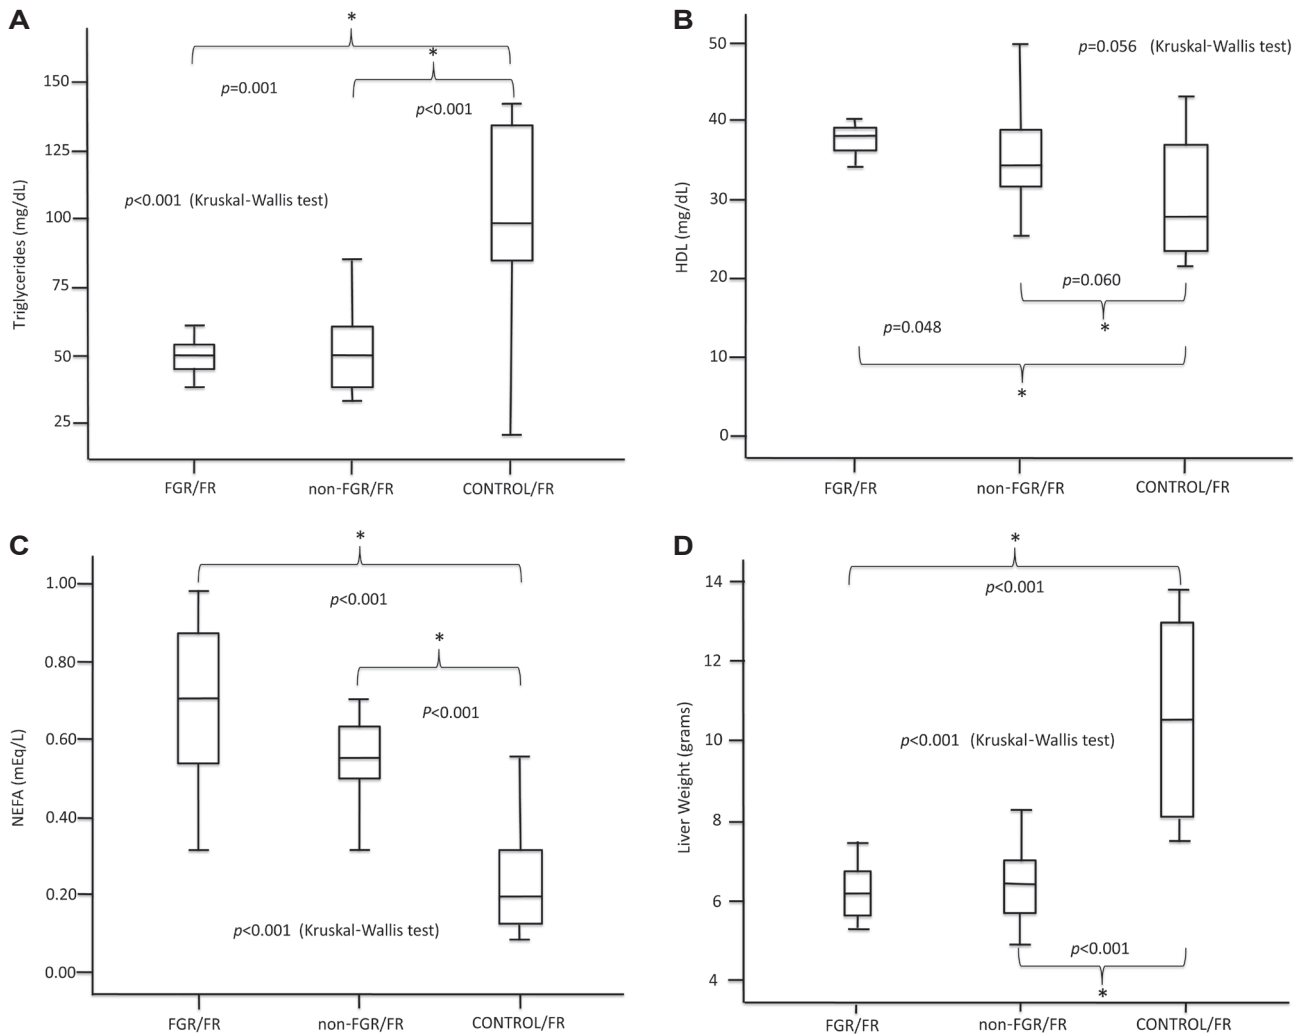 A
*
*
p=0.001
p<0.001
p<0.001 (Kruskal-Wallis test)
Triglycerides (mg/dL)
150
125
100
75
50
25
FGR/FR non-FGR/FR CONTROL/FR
B
p=0.056 (Kruskal-Wallis test)
HDL (mg/dL)
50
40
30
20
10
0
p=0.060
*
p=0.048
*
FGR/FR non-FGR/FR CONTROL/FR
C
*
p<0.001
*
P<0.001
NEFA (mEq/L)
1.00
0.80
0.60
0.40
0.20
0.00
p<0.001 (Kruskal-Wallis test)
FGR/FR non-FGR/FR CONTROL/FR
D
*
p<0.001
p<0.001 (Kruskal-Wallis test)
Liver Weight (grams)
14
12
10
8
6
4
p<0.001
*
FGR/FR non-FGR/FR CONTROL/FR